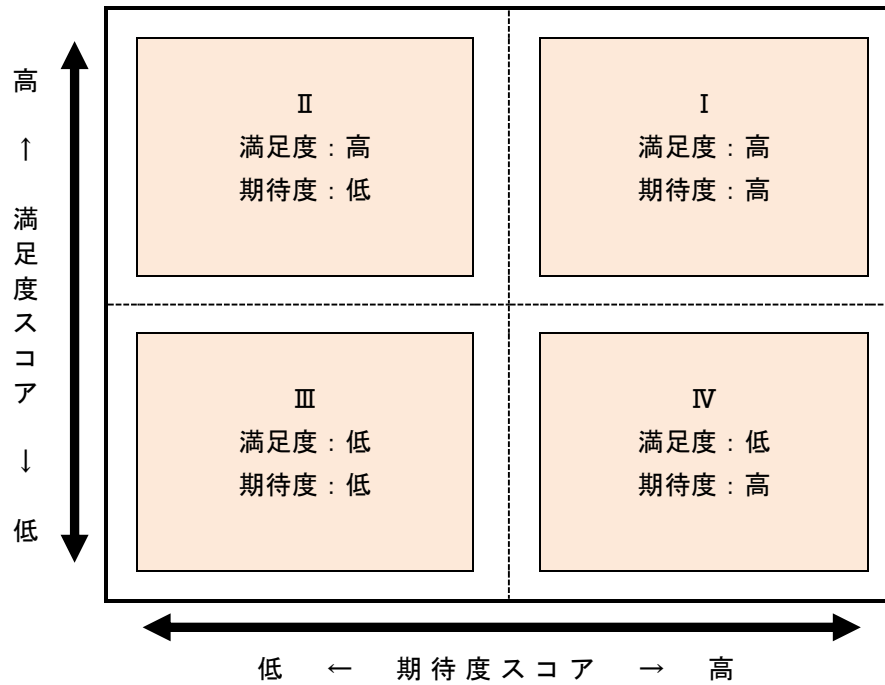 高 ↑ 満足度スコア ↓ 低
Ⅱ
満足度：高
期待度：低
Ⅰ
満足度：高
期待度：高
Ⅲ
満足度：低
期待度：低
Ⅳ
満足度：低
期待度：高
低 ← 期待度スコア → 高